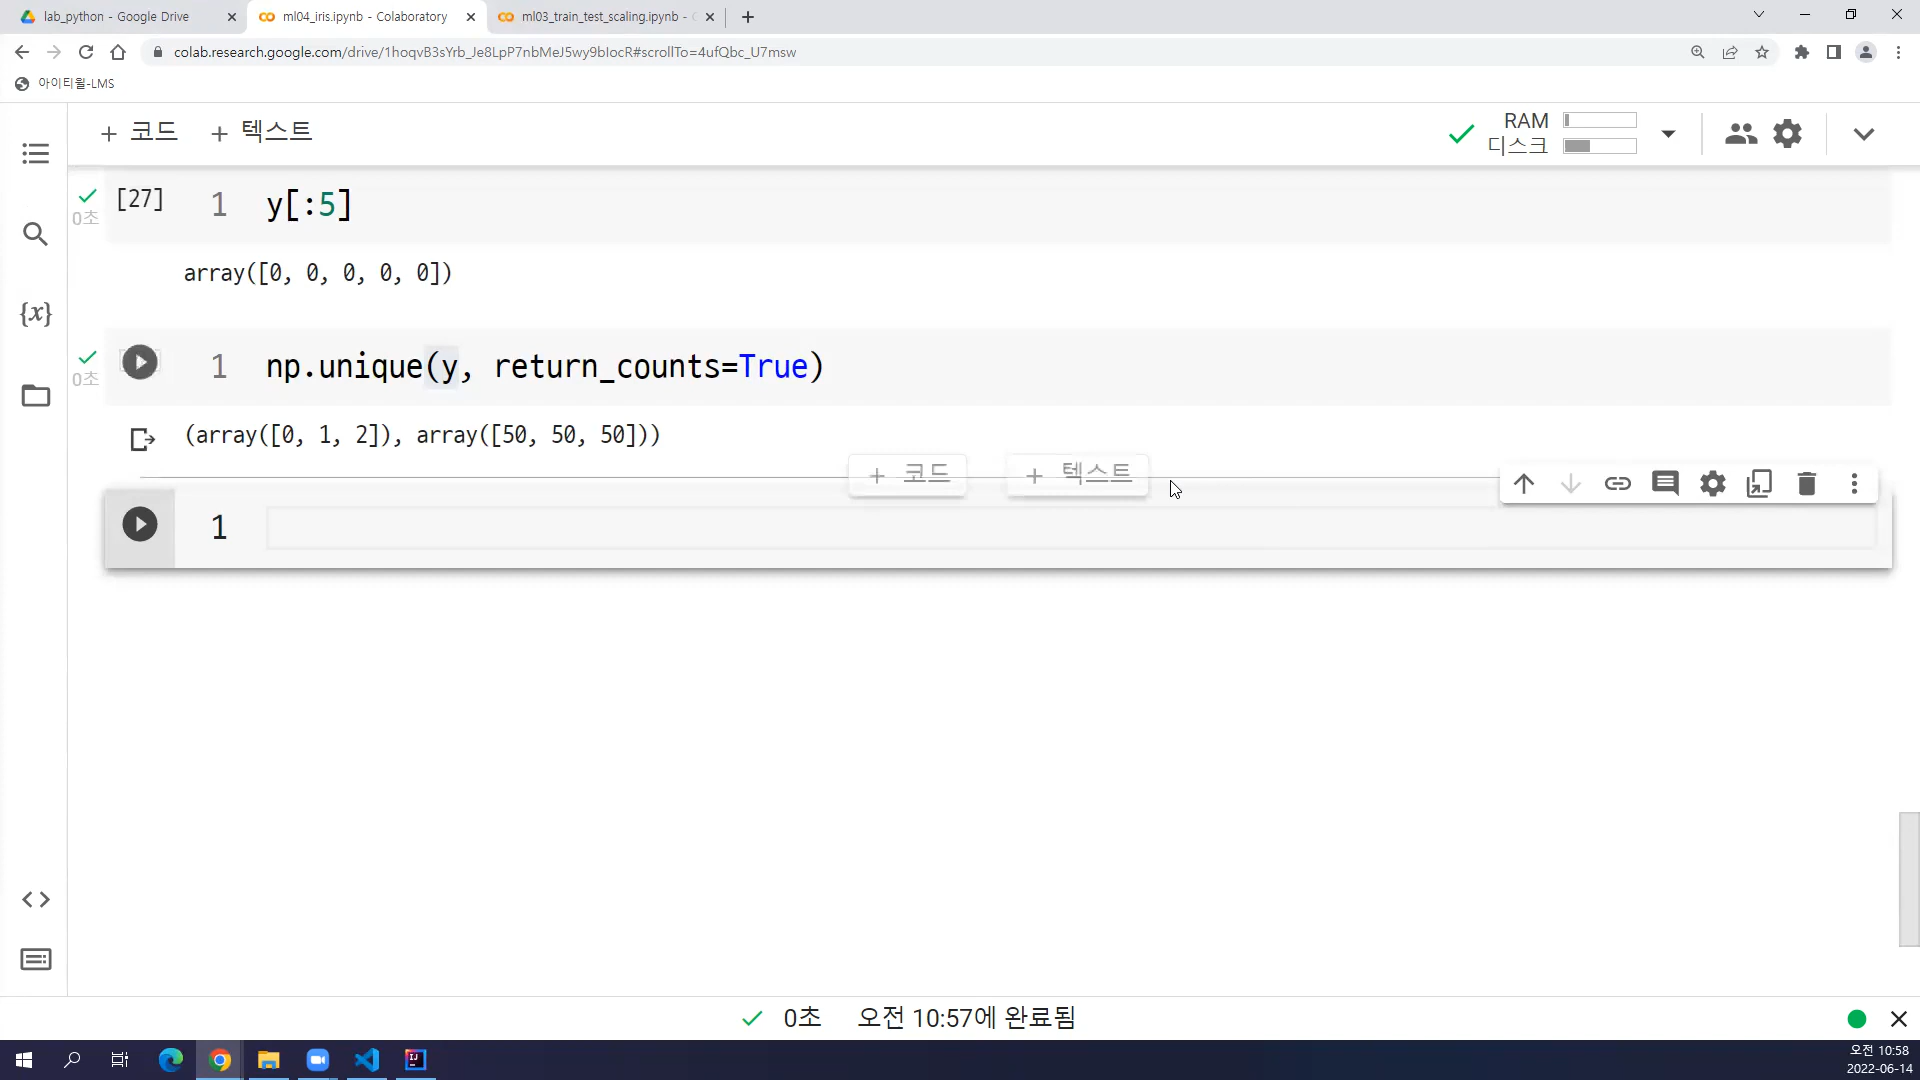 lab_python - Google Drive
ml04_iris.ipynb - Colaboratory
ml03_train_test_scaling.ipynb -
colab.research.google.com/drive/1hoqvB3sYrb_Je8LpP7nbMeJ5wy9bIocR#scrollTo=4ufQbc_U7msw
아이티윌-LMS
+ 코드 + 텍스트
RAM
디스크
[27] 1 y[:5]
0초
array([0, 0, 0, 0, 0])
1 np.unique(y, return_counts=True)
0초
(array([0, 1, 2]), array([50, 50, 50]))
+ 코드 + 텍스트
1
0초 오전 10:57에 완료됨
오전 10:58
2022-06-14